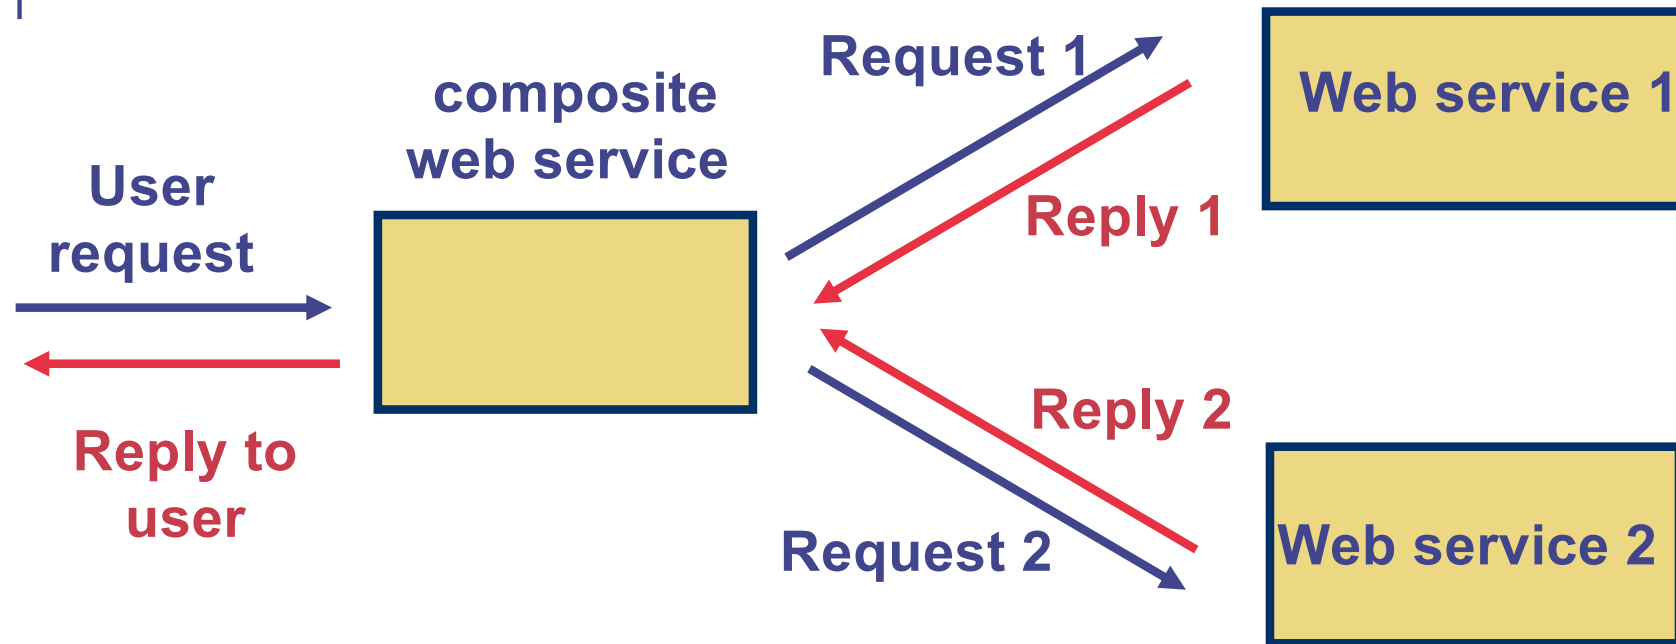 User
request
Reply to
user
composite
web service
Request 1
Reply 1
Reply 2
Request 2
Web service 1
Web service 2